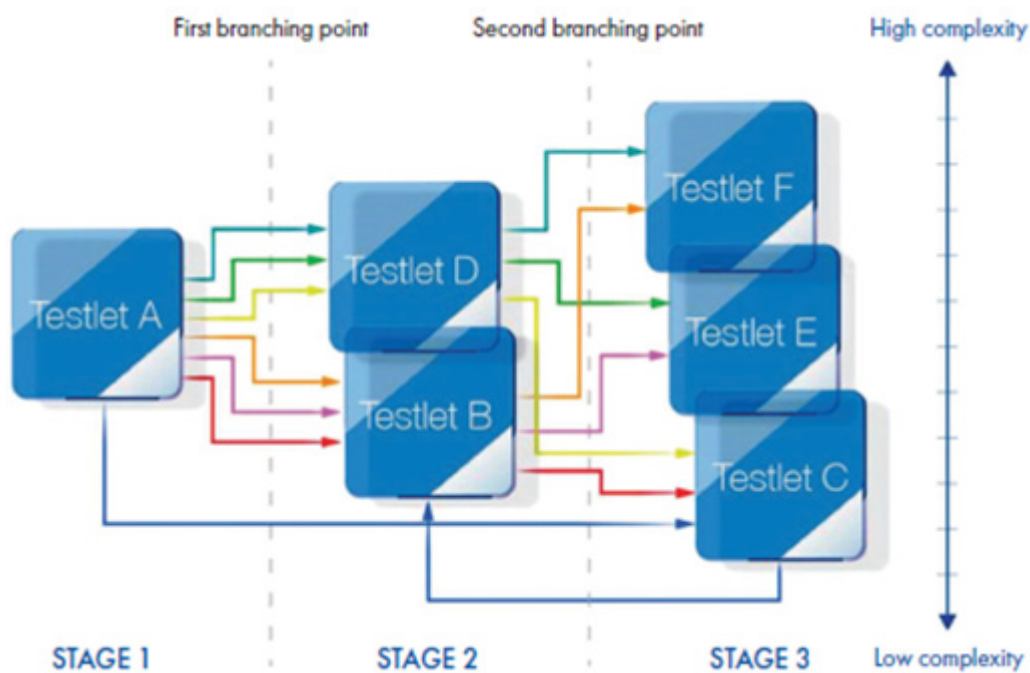 First branching point
Second branching point
High complexity
Testlet F
Testlet D
Testlet A
Testlet E
Testlet B
Testlet C
STAGE 1
STAGE 2
STAGE 3
Low complexity